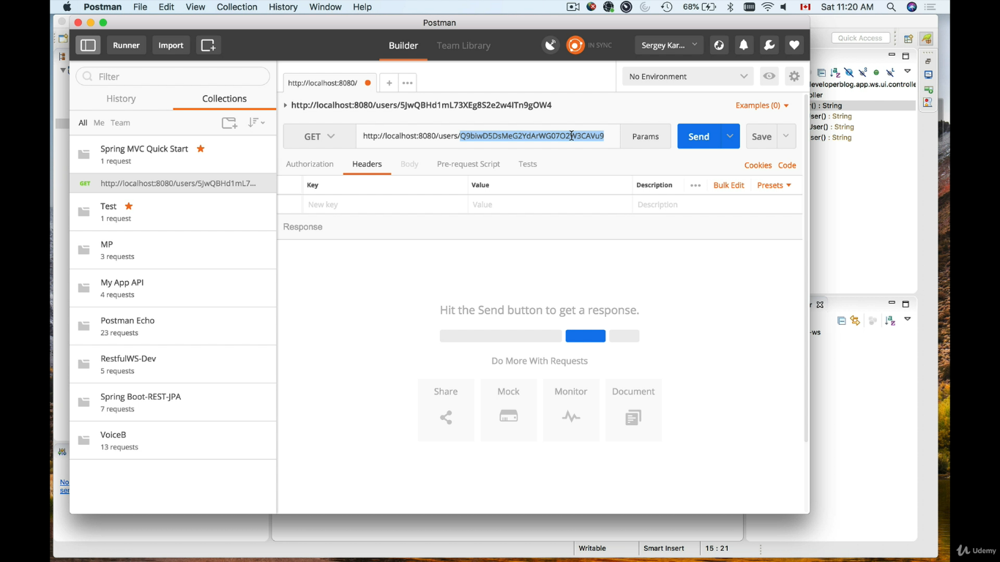 Postman File Edit View Collection History Window Help 68% Sat 11:20 AM
Postman
Quick Access
Runner Import Builder Team Library IN SYNC Sergey Kar...
Filter
http://localhost:8080/
No Environment
History Collections
http://localhost:8080/users/5JwQBHd1mL73XEg8S2e2w4ITn9gOW4 Examples (0)
All Me Team
GET http://localhost:8080/users/Q9biwD5DsMeG2YdArWG07O2W3CAVu9 Params Send Save
Spring MVC Quick Start
1 request
Authorization Headers Body Pre-request Script Tests Cookies Code
GET http://localhost:8080/users/5JwQBHd1mL7...
Key Value Description Bulk Edit Presets
New key Value Description
Test
1 request
Response
MP
3 requests
My App API
4 requests
Postman Echo
23 requests
RestfulWS-Dev
5 requests
Spring Boot-REST-JPA
7 requests
VoiceB
13 requests
Hit the Send button to get a response.
Do More With Requests
Share Mock Monitor Document
eveloperblog.app.ws.ui.controlle
ller
r() : String
ser() : String
User() : String
ser() : String
-ws
No
ser
Writable Smart Insert 15 : 21
Udemy